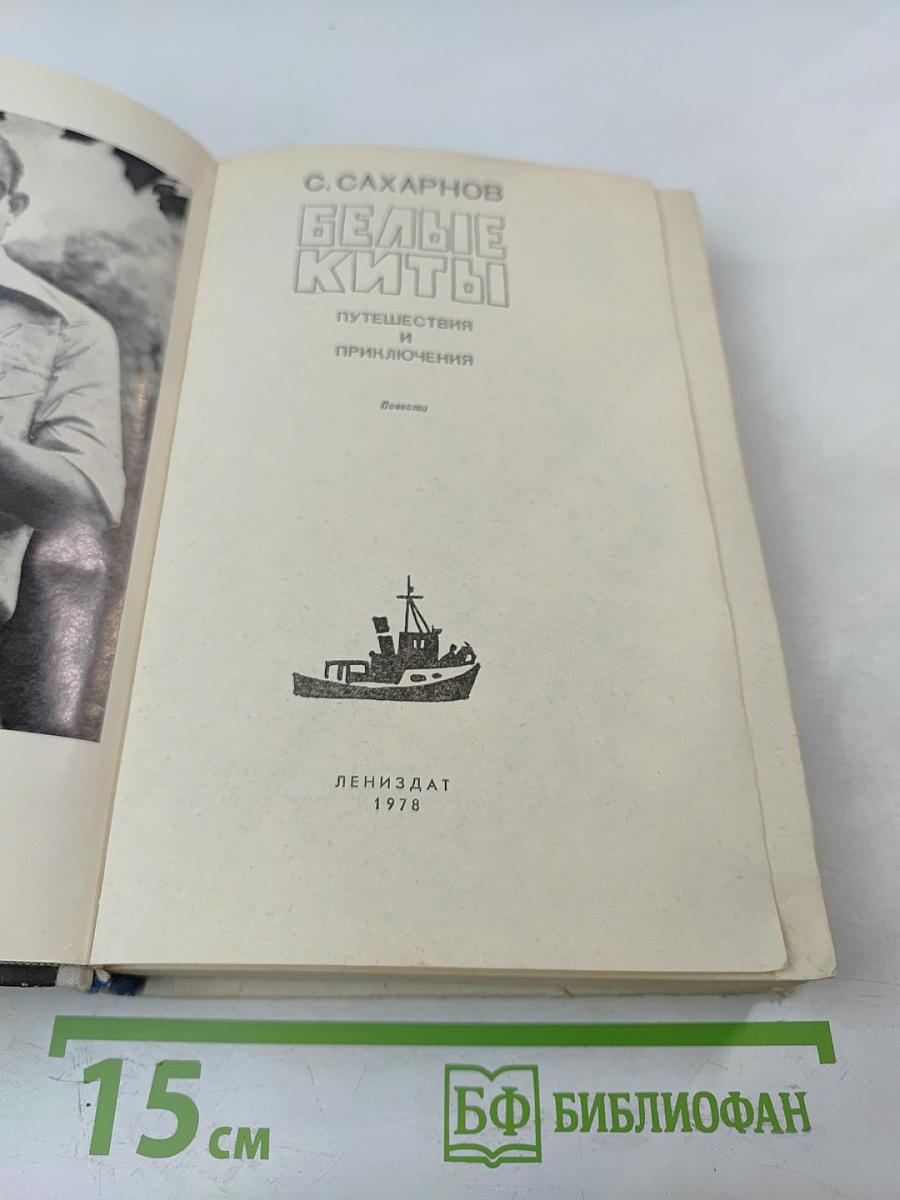 С. САХАРНОВ
БЕЛЫЕ
КИТЫ
ПУТЕШЕСТВИЯ
И
ПРИКЛЮЧЕНИЯ
Повести
ЛЕНИЗДАТ
1978
15 см
БФ БИБЛИОФАН